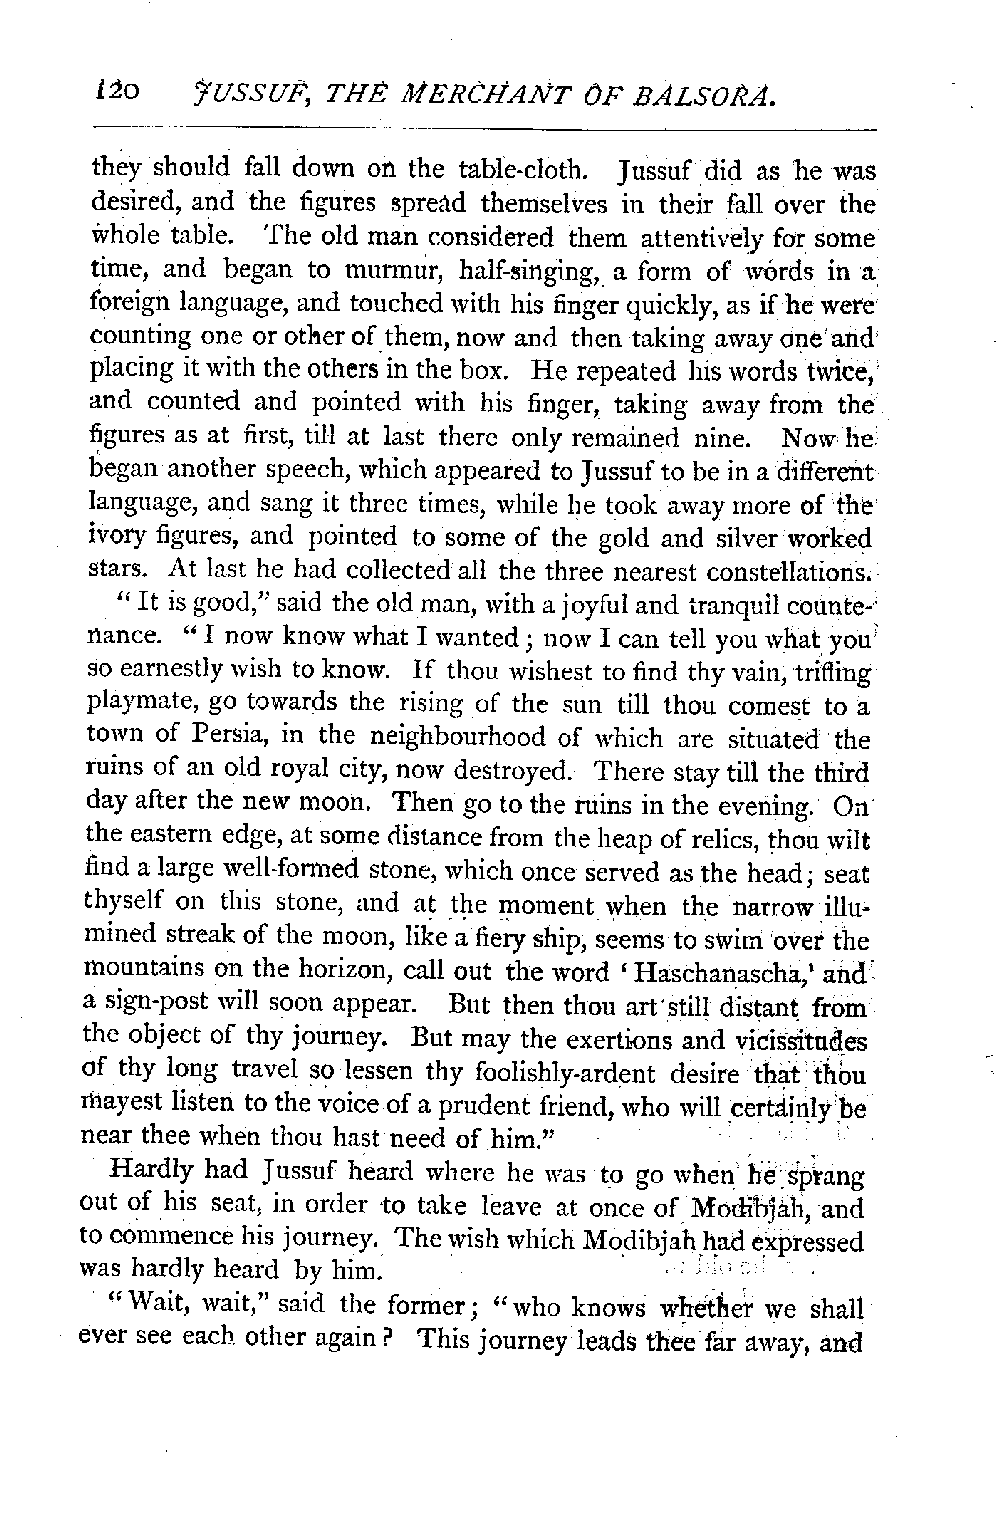 120 JUSSUF, THE MERCHANT OF BALSORA.
they should fall down on the table-cloth. Jussuf did as he was
desired, and the figures spread themselves in their fall over the
whole table. The old man considered them attentively for some
time, and began to murmur, half-singing, a form of words in a
foreign language, and touched with his finger quickly, as if he were
counting one or other of them, now and then taking away one and
placing it with the others in the box. He repeated his words twice,
and counted and pointed with his finger, taking away from the
figures as at first, till at last there only remained nine. Now he
began another speech, which appeared to Jussuf to be in a different
language, and sang it three times, while he took away more of the
ivory figures, and pointed to some of the gold and silver worked
stars. At last he had collected all the three nearest constellations.
“It is good,” said the old man, with a joyful and tranquil counte-
nance. “I now know what I wanted; now I can tell you what you
so earnestly wish to know. If thou wishest to find thy vain, trifling
playmate, go towards the rising of the sun till thou comest to a
town of Persia, in the neighbourhood of which are situated the
ruins of an old royal city, now destroyed. There stay till the third
day after the new moon. Then go to the ruins in the evening. On
the eastern edge, at some distance from the heap of relics, thou wilt
find a large well-formed stone, which once served as the head; seat
thyself on this stone, and at the moment when the narrow illu-
mined streak of the moon, like a fiery ship, seems to swim over the
mountains on the horizon, call out the word ‘Haschanascha,’ and
a sign-post will soon appear. But then thou art still distant from
the object of thy journey. But may the exertions and vicissitudes
of thy long travel so lessen thy foolishly-ardent desire that thou
mayest listen to the voice of a prudent friend, who will certainly be
near thee when thou hast need of him.”
Hardly had Jussuf heard where he was to go when he sprang
out of his seat, in order to take leave at once of Modibjah, and
to commence his journey. The wish which Modibjah had expressed
was hardly heard by him.
“Wait, wait,” said the former; “who knows whether we shall
ever see each other again? This journey leads thee far away, and